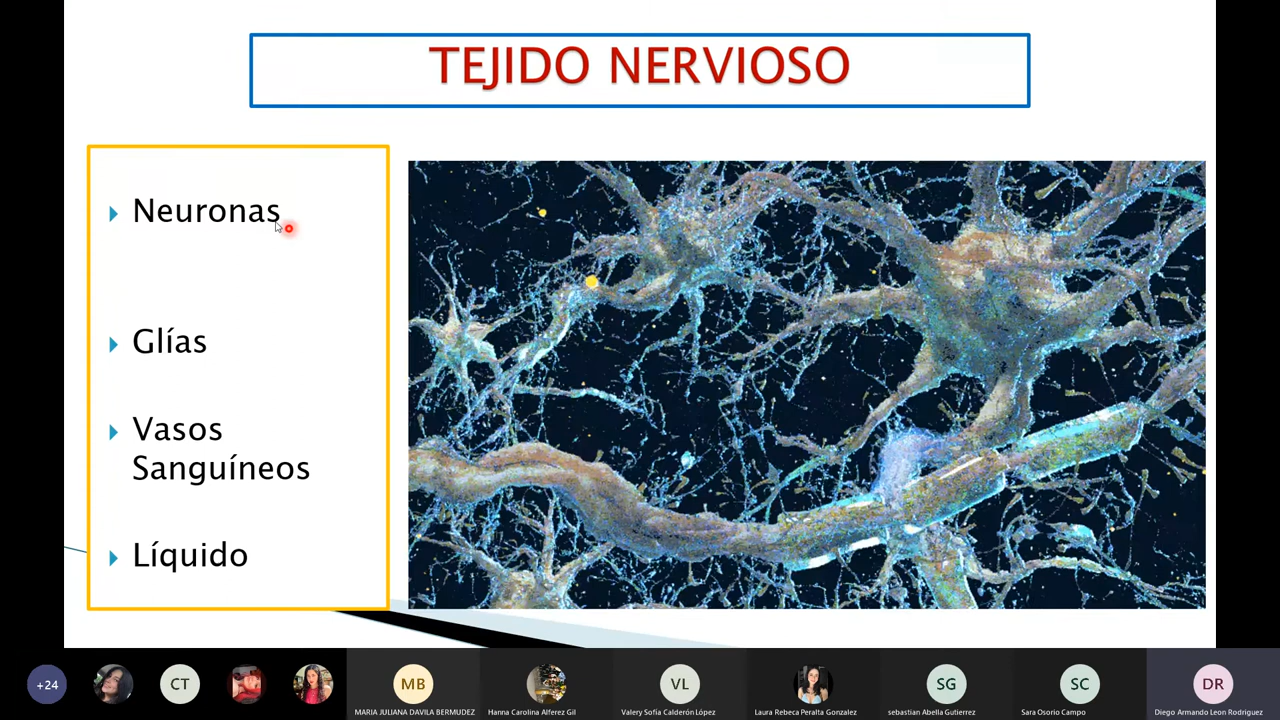 TEJIDO NERVIOSO
Neuronas
Glías
Vasos
Sanguíneos
Líquido
+24
CT
MB
VL
SG
SC
DR
MARIA JULIANA DAVILA BERMUDEZ
Hanna Carolina Alferez Gil
Valery Sofía Calderón López
Laura Rebeca Peralta Gonzalez
sebastian Abella Gutierrez
Sara Osorio Campo
Diego Armando Leon Rodriguez